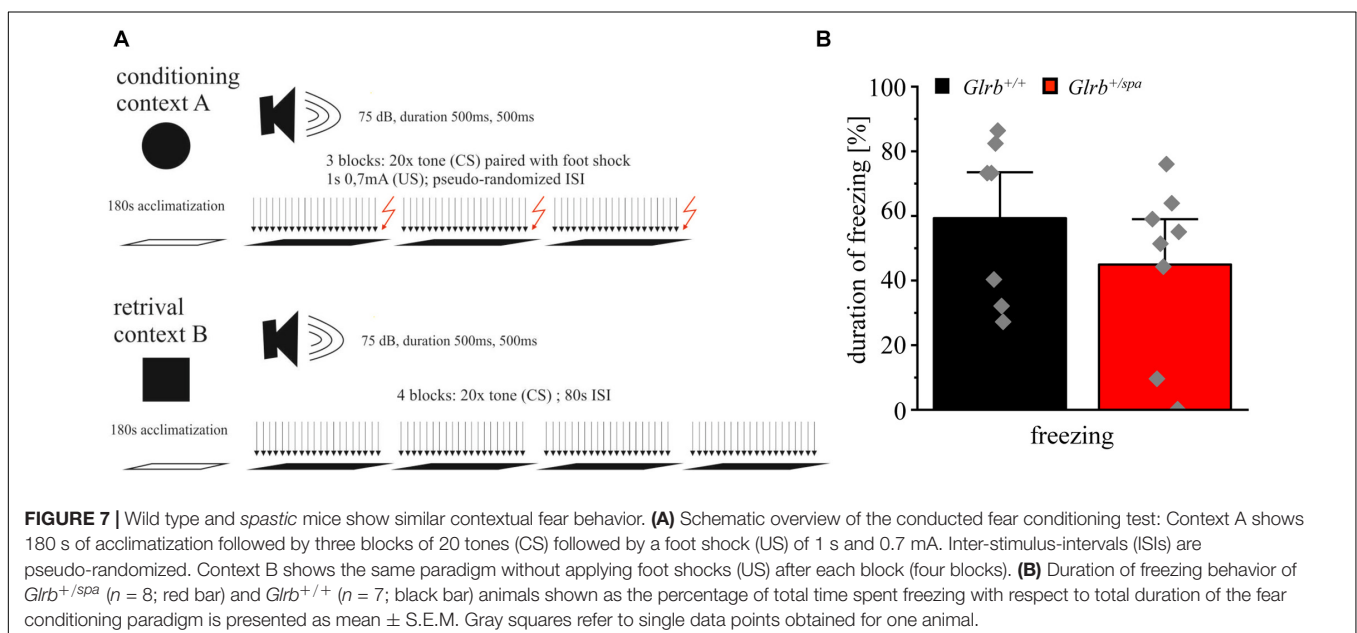 A
conditioning
context A
75 dB, duration 500ms, 500ms
3 blocks: 20x tone (CS) paired with foot shock
1s 0,7mA (US); pseudo-randomized ISI
180s acclimatization
retrival
context B
75 dB, duration 500ms, 500ms
4 blocks: 20x tone (CS) ; 80s ISI
180s acclimatization
B
Glrb+/+ Glrb+/spa
duration of freezing [%]
100
80
60
40
20
0
freezing
FIGURE 7 | Wild type and spastic mice show similar contextual fear behavior. (A) Schematic overview of the conducted fear conditioning test: Context A shows
180 s of acclimatization followed by three blocks of 20 tones (CS) followed by a foot shock (US) of 1 s and 0.7 mA. Inter-stimulus-intervals (ISIs) are
pseudo-randomized. Context B shows the same paradigm without applying foot shocks (US) after each block (four blocks). (B) Duration of freezing behavior of
Glrb+/spa (n = 8; red bar) and Glrb+/+ (n = 7; black bar) animals shown as the percentage of total time spent freezing with respect to total duration of the fear
conditioning paradigm is presented as mean ± S.E.M. Gray squares refer to single data points obtained for one animal.